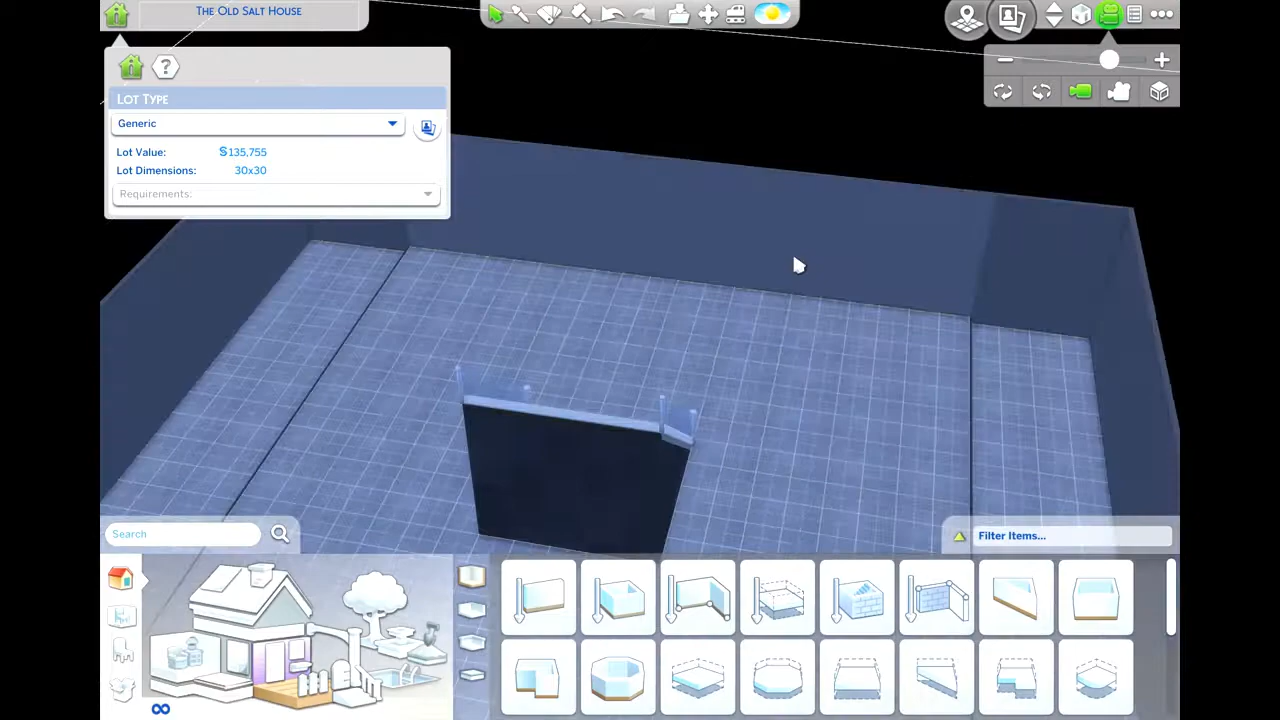 The Old Salt House
?
Lot Type
Generic
Lot Value: §135,755
Lot Dimensions: 30x30
Requirements:
Search
Filter Items...